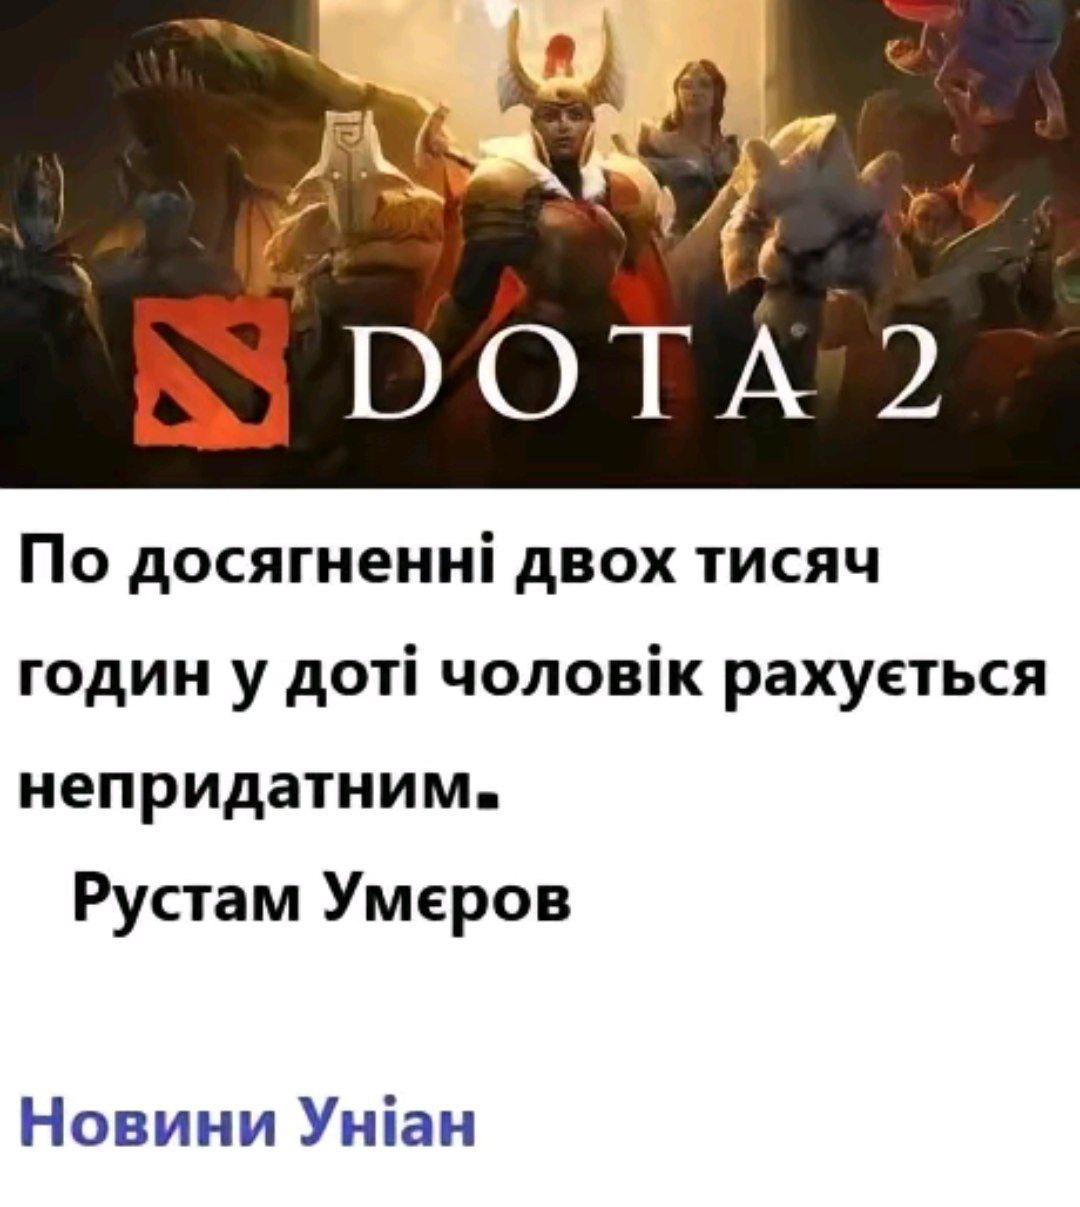 DOTA 2
По досягненні двох тисяч
годин у доті чоловік рахується
непридатним.
Рустам Умєров
Новини Уніан